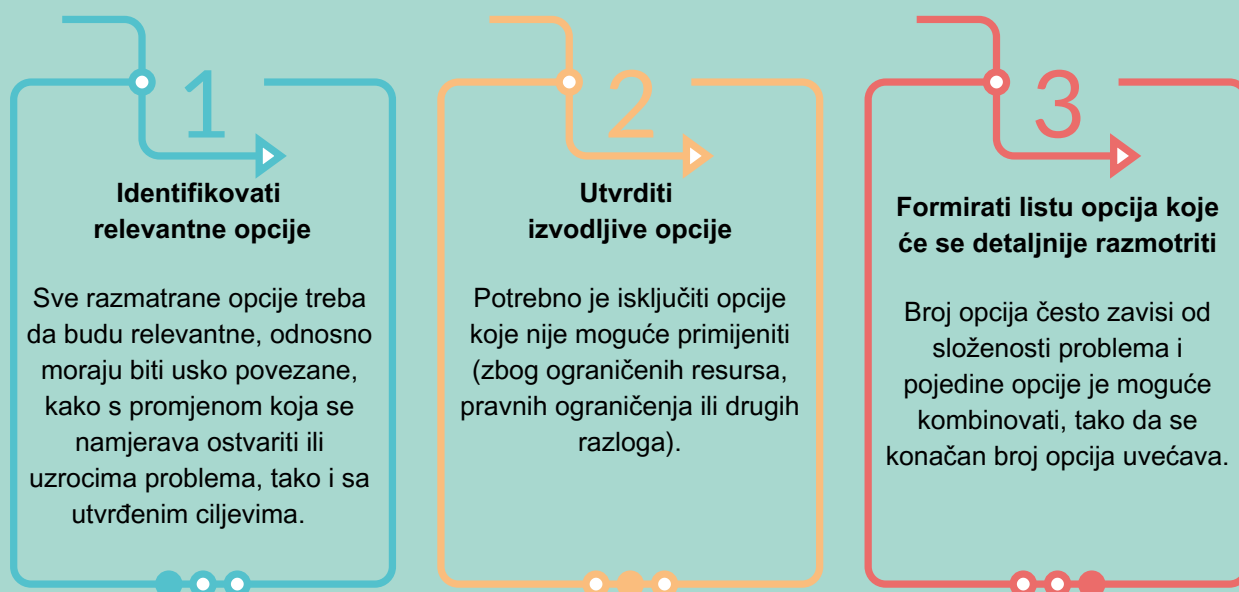 1
Identifikovati
relevantne opcije
Sve razmatrane opcije treba
da budu relevantne, odnosno
moraju biti usko povezane,
kako s promjenom koja se
namjerava ostvariti ili
uzrocima problema, tako i sa
utvrđenim ciljevima.
2
Utvrditi
izvodljive opcije
Potrebno je isključiti opcije
koje nije moguće primijeniti
(zbog ograničenih resursa,
pravnih ograničenja ili drugih
razloga).
3
Formirati listu opcija koje
će se detaljnije razmotriti
Broj opcija često zavisi od
složenosti problema i
pojedine opcije je moguće
kombinovati, tako da se
konačan broj opcija uvećava.